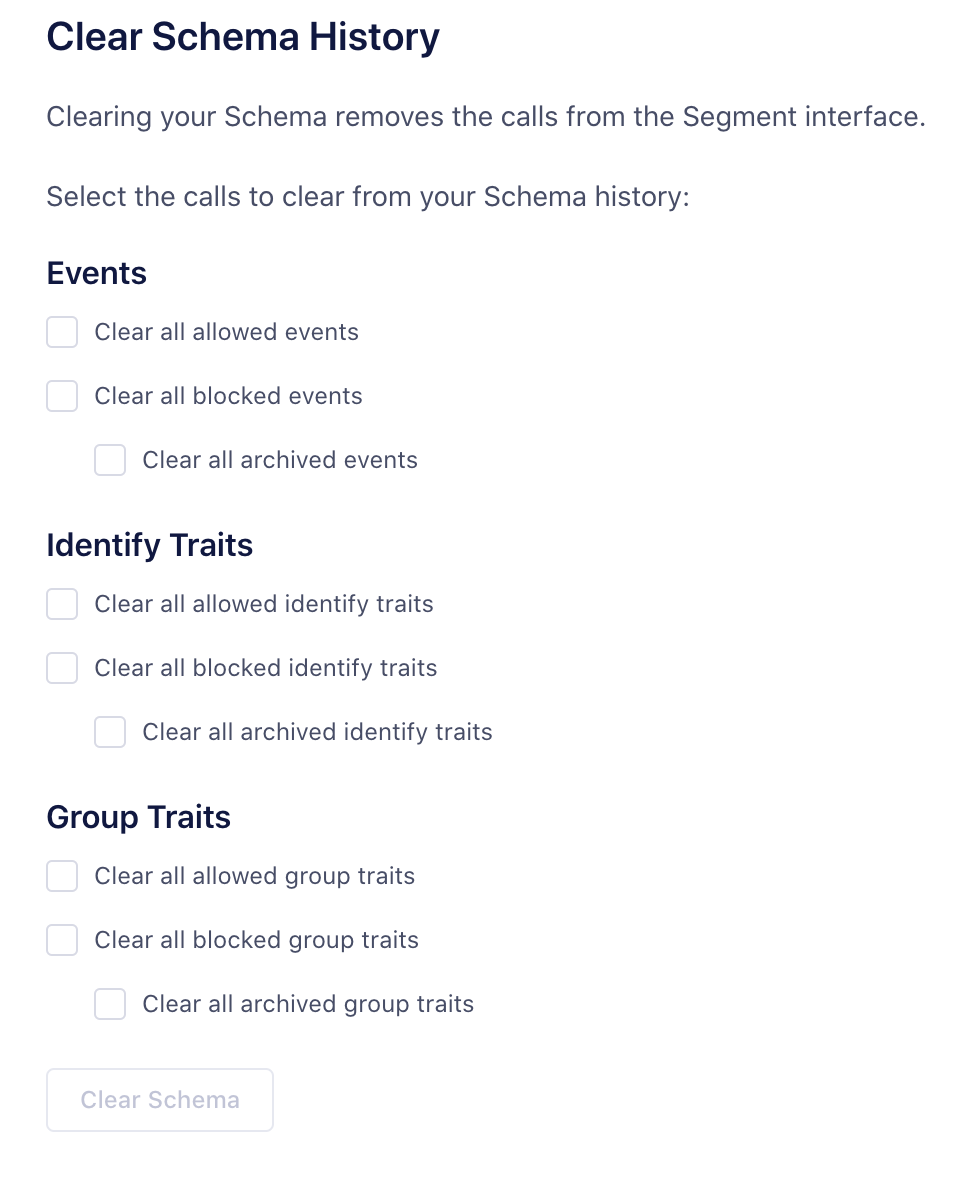 Clear Schema History
Clearing your Schema removes the calls from the Segment interface.
Select the calls to clear from your Schema history:
Events
Clear all allowed events
Clear all blocked events
Clear all archived events
Identify Traits
Clear all allowed identify traits
Clear all blocked identify traits
Clear all archived identify traits
Group Traits
Clear all allowed group traits
Clear all blocked group traits
Clear all archived group traits
Clear Schema